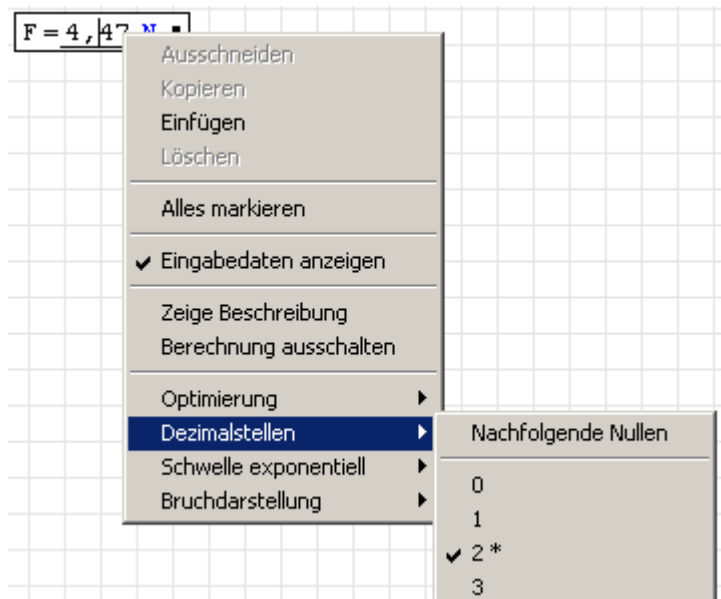 F = 4,47 N
Ausschneiden
Kopieren
Einfügen
Löschen
Alles markieren
Eingabedaten anzeigen
Zeige Beschreibung
Berechnung ausschalten
Optimierung
Dezimalstellen
Schwelle exponentiell
Bruchdarstellung
Nachfolgende Nullen
0
1
2 *
3